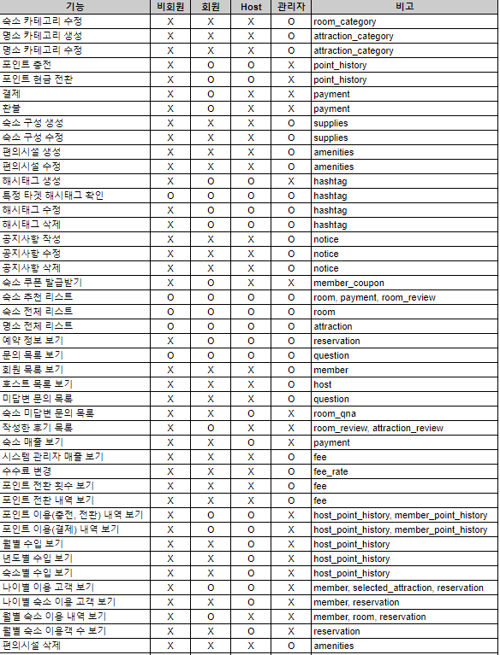 기능 비회원 회원 Host 관리자 비고
숙소 카테고리 수정 X X X O room_category
명소 카테고리 생성 X X X O attraction_category
명소 카테고리 수정 X X X O attraction_category
포인트 충전 X O O X point_history
포인트 현금 전환 X O O X point_history
결제 X O X X payment
환불 X O X X payment
숙소 구성 생성 X X X O supplies
숙소 구성 수정 X X X O supplies
편의시설 생성 X X X O amenities
편의시설 수정 X X X O amenities
해시태그 생성 X O O X hashtag
특정 타겟 해시태그 확인 O O O O hashtag
해시태그 수정 X O O O hashtag
해시태그 삭제 X O O O hashtag
공지사항 작성 X X X O notice
공지사항 수정 X X X O notice
공지사항 삭제 X X X O notice
숙소 쿠폰 발급받기 X O X X member_coupon
숙소 추천 리스트 O O O O room, payment, room_review
숙소 전체 리스트 O O O O room
명소 전체 리스트 O O O O attraction
예약 정보 보기 X O O O reservation
문의 목록 보기 O O O O question
회원 목록 보기 X X X O member
호스트 목록 보기 X X X O host
미답변 문의 목록 X X X O question
숙소 미답변 문의 목록 X X O X room_qna
작성한 후기 목록 X O X X room_review, attraction_review
숙소 매출 보기 X X O X payment
시스템 관리자 매출 보기 X X X O fee
수수료 변경 X X X O fee_rate
포인트 전환 횟수 보기 X X X O fee
포인트 전환 내역 보기 X X X O fee
포인트 이용(충전, 전환) 내역 보기 X O O X host_point_history, member_point_history
포인트 이용(결제) 내역 보기 X O O X host_point_history, member_point_history
월별 수입 보기 X X O X host_point_history
년도별 수입 보기 X X O X host_point_history
숙소별 수입 보기 X X O X host_point_history
나이별 이용 고객 보기 X O O X member, selected_attraction, reservation
나이별 숙소 이용 고객 보기 X X O X member, reservation
월별 숙소 이용 내역 보기 X O X X member, room, reservation
월별 숙소 이용객 수 보기 X X O X reservation
편의시설 삭제 X X X O amenities